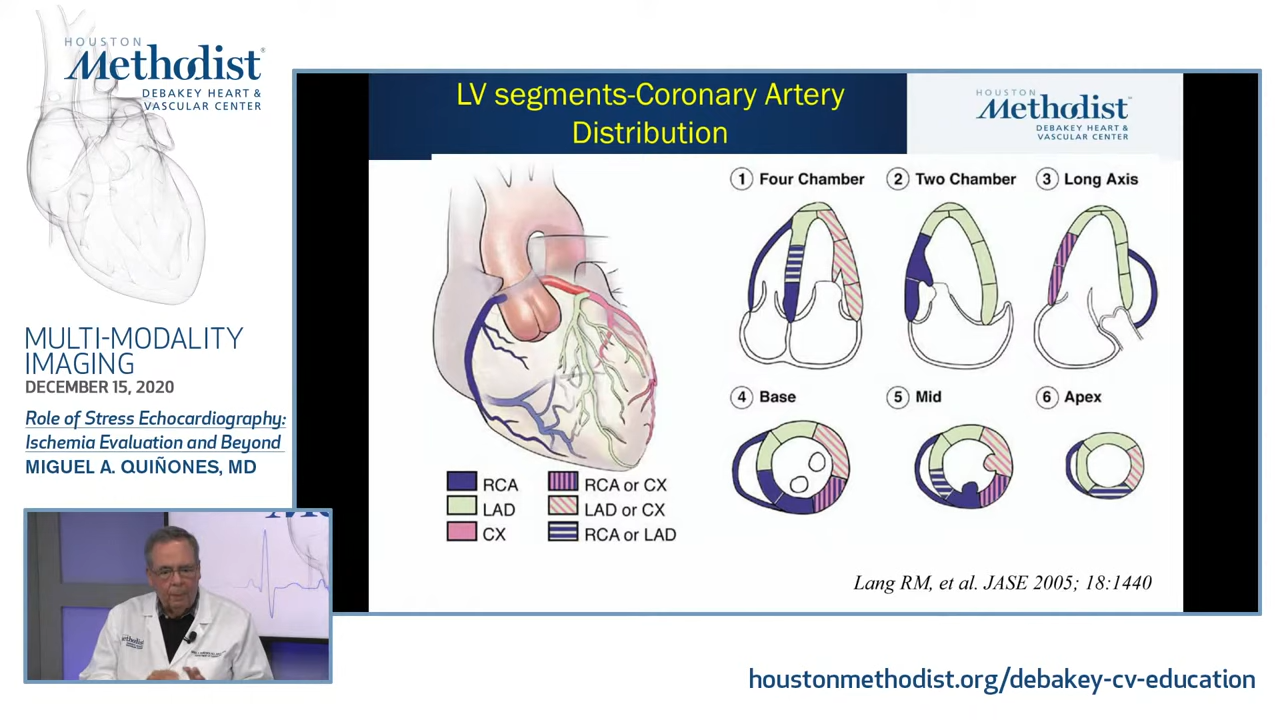 HOUSTON
Methodist
DEBAKEY HEART &
VASCULAR CENTER
MULTI-MODALITY
IMAGING
DECEMBER 15, 2020
Role of Stress Echocardiography:
Ischemia Evaluation and Beyond
MIGUEL A. QUIÑONES, MD
LV segments-Coronary Artery
Distribution
HOUSTON
Methodist
DEBAKEY HEART &
VASCULAR CENTER
1 Four Chamber
2 Two Chamber
3 Long Axis
4 Base
5 Mid
6 Apex
RCA
LAD
CX
RCA or CX
LAD or CX
RCA or LAD
Lang RM, et al. JASE 2005; 18:1440
Methodist
houstonmethodist.org/debakey-cv-education